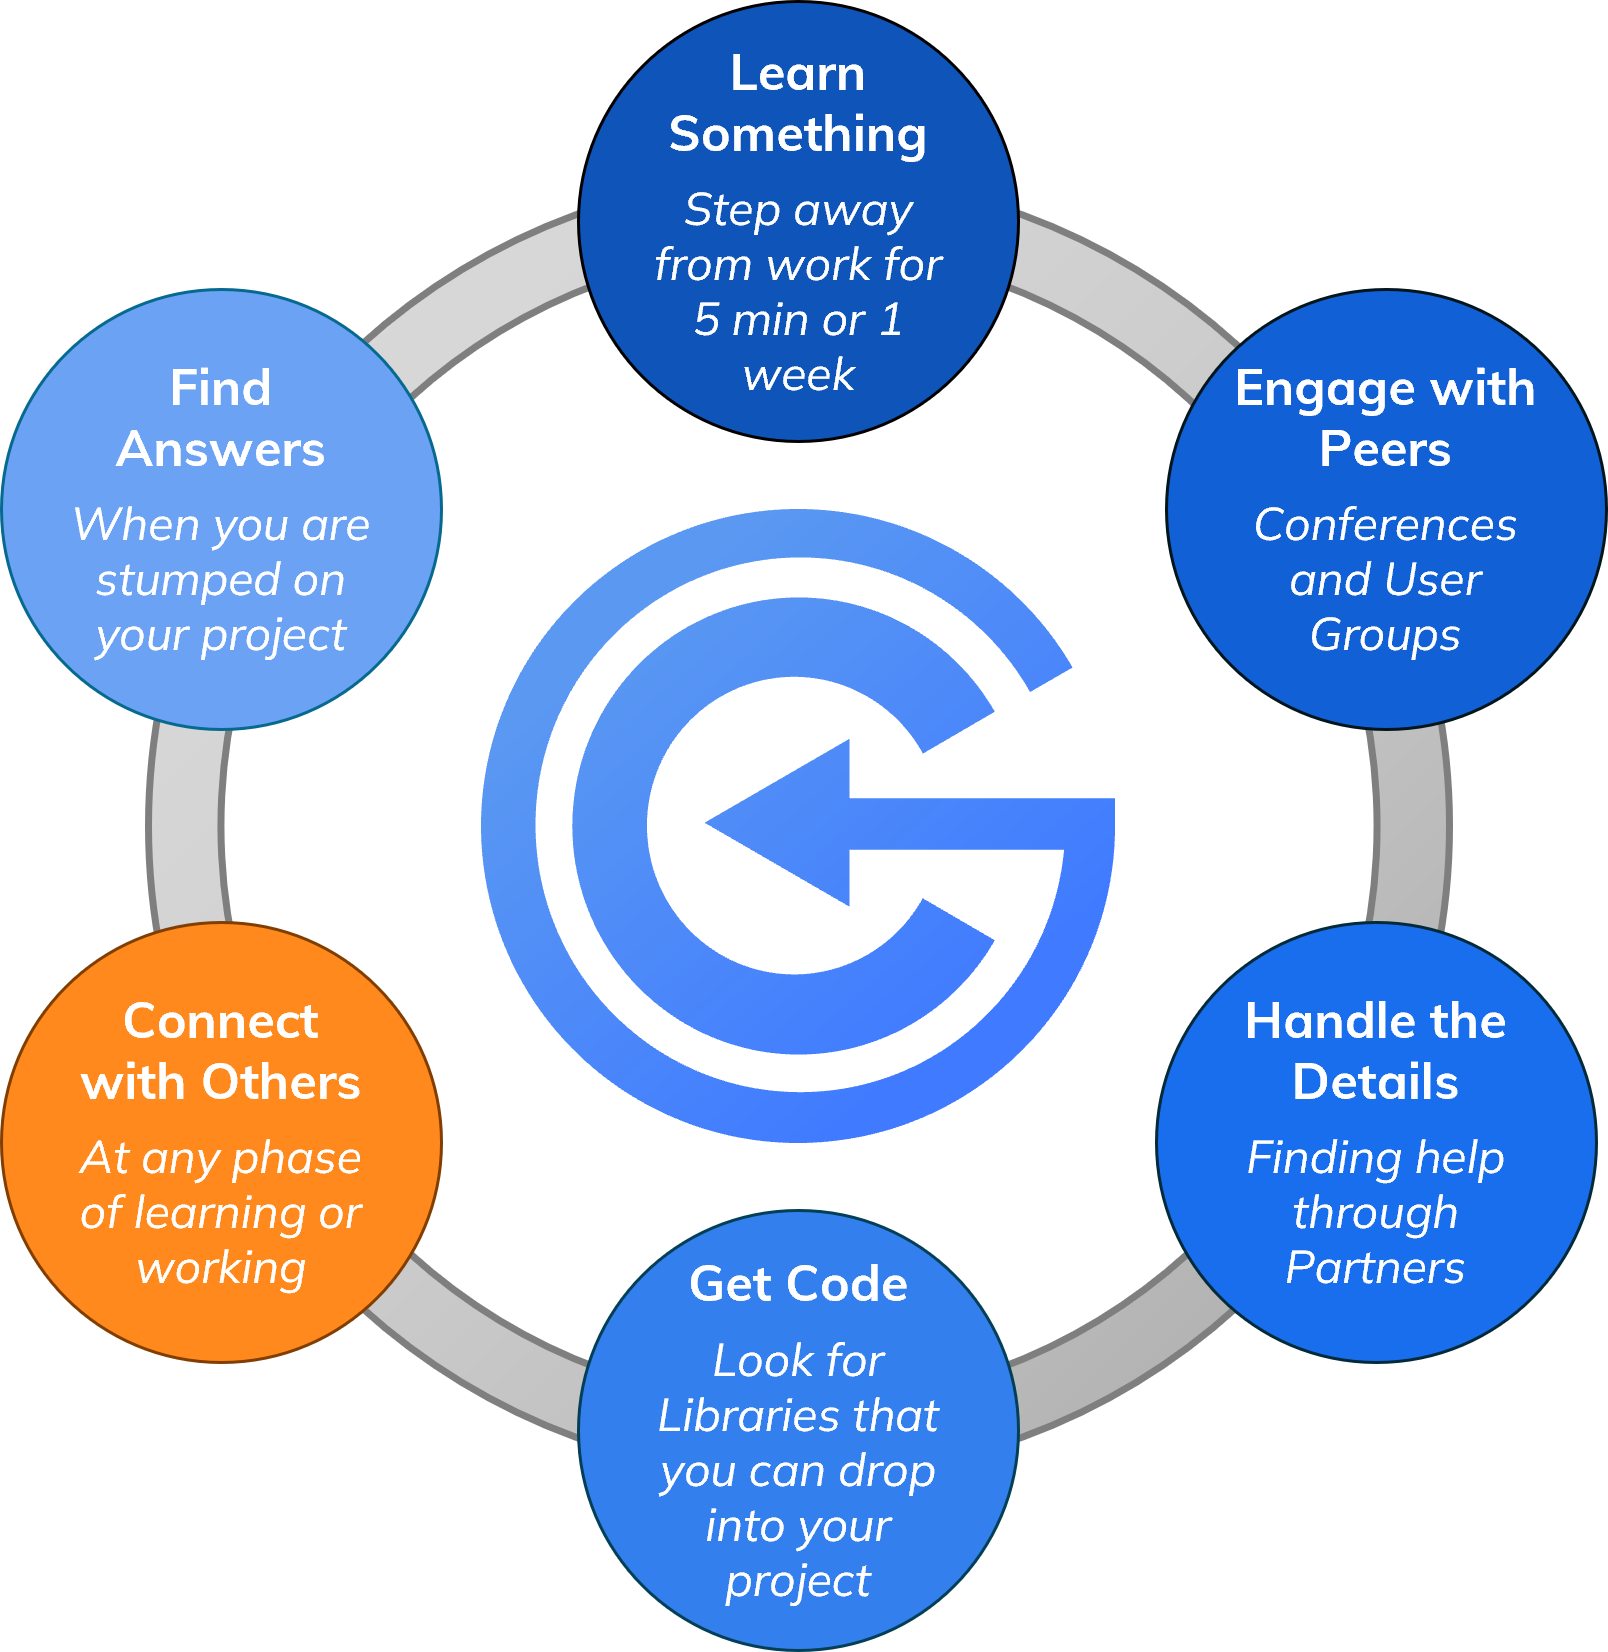 Learn
Something
Step away
from work for
5 min or 1
week
Engage with
Peers
Conferences
and User
Groups
Handle the
Details
Finding help
through
Partners
Get Code
Look for
Libraries that
you can drop
into your
project
Connect
with Others
At any phase
of learning or
working
Find
Answers
When you are
stumped on
your project